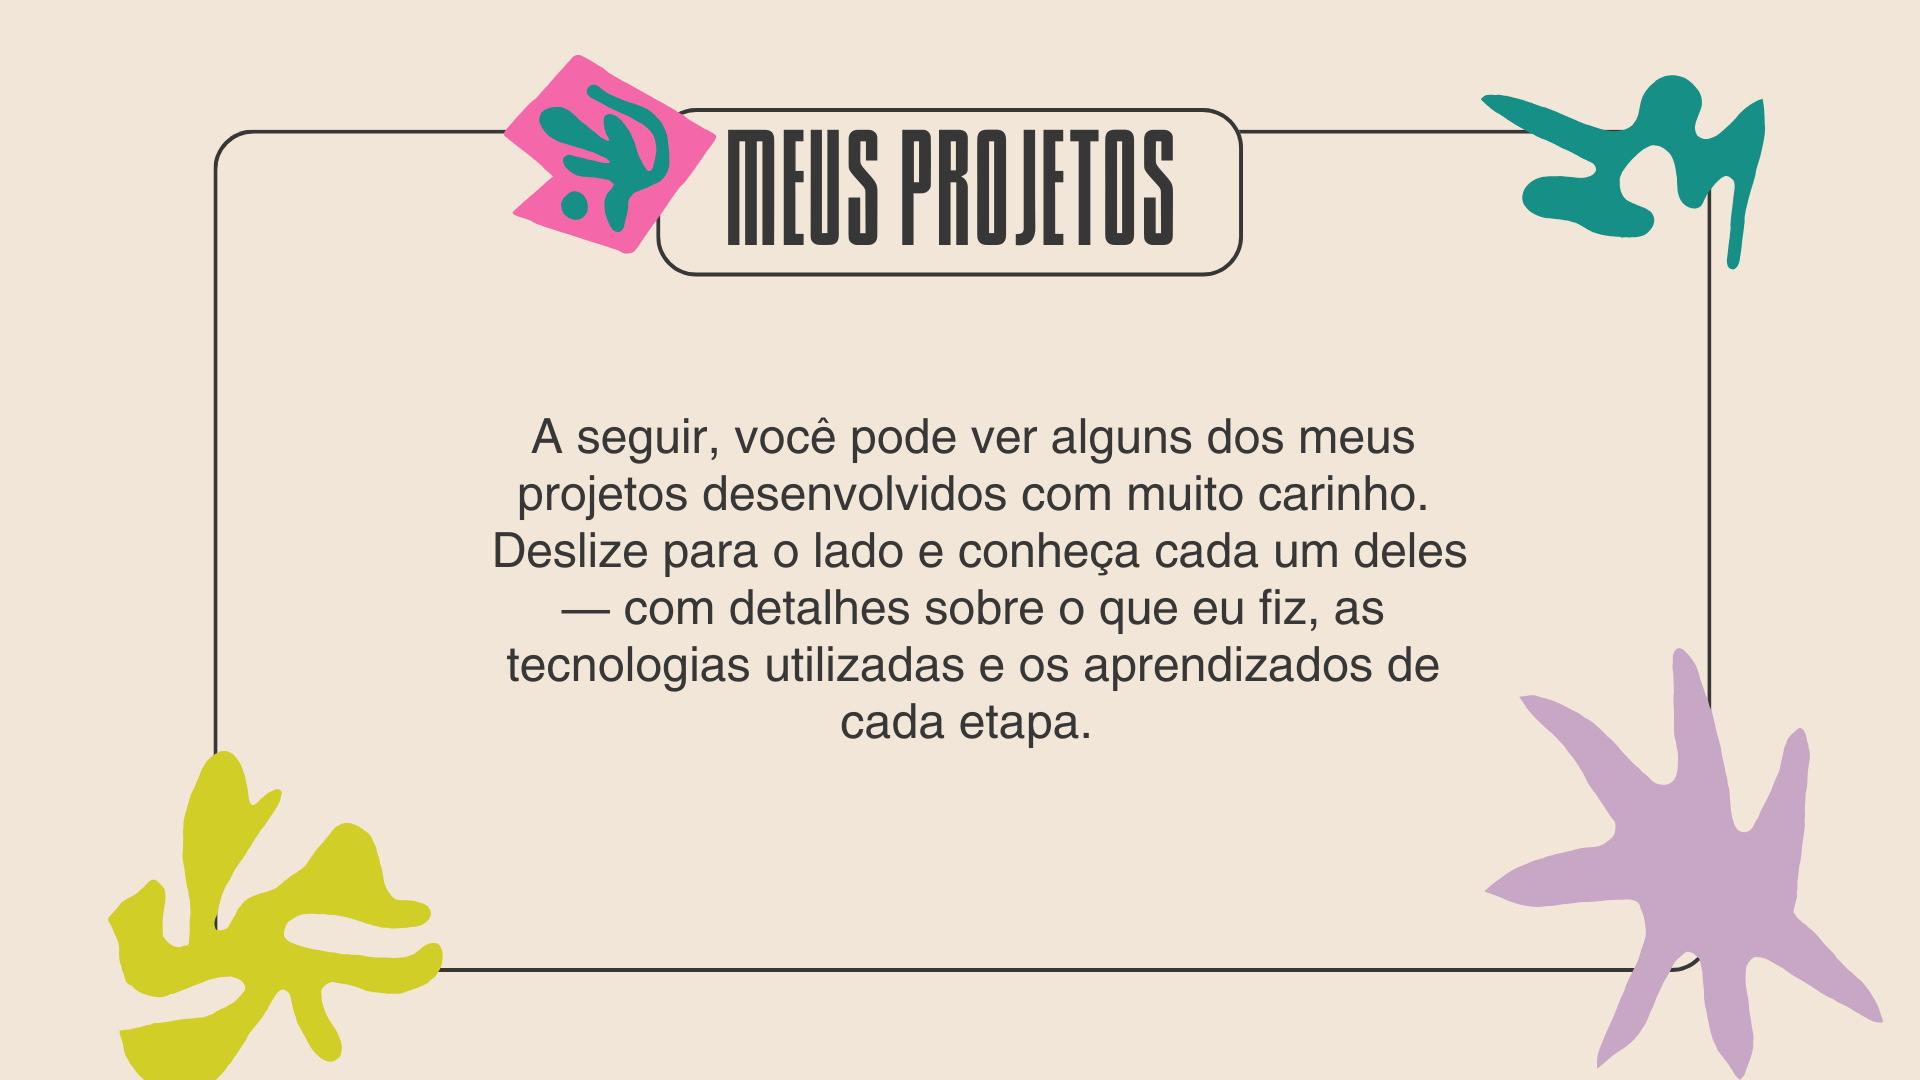 MEUS PROJETOS
A seguir, você pode ver alguns dos meus
projetos desenvolvidos com muito carinho.
Deslize para o lado e conheça cada um deles
— com detalhes sobre o que eu fiz, as
tecnologias utilizadas e os aprendizados de
cada etapa.